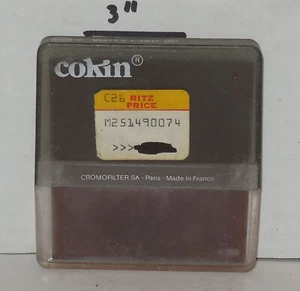 3"
cokin®
C26 RITZ
PRICE
M251490074
>>>
CROMOFILTER SA - Paris - Made in France